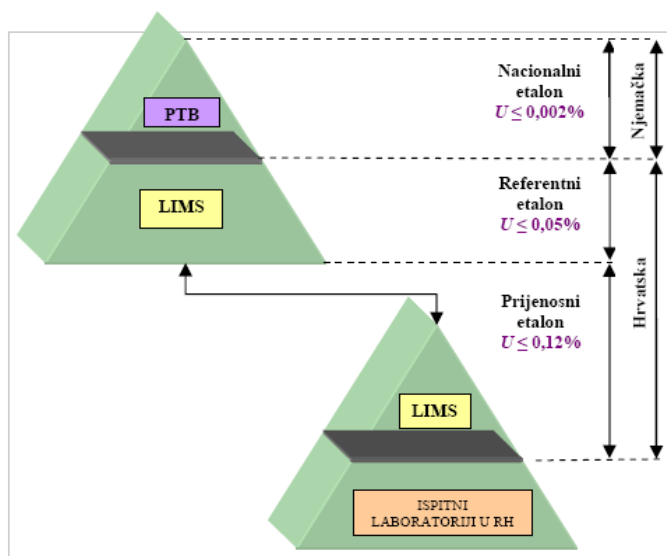 Nacionalni
etalon
U ≤ 0,002%
Njemačka
PTB
Referentni
etalon
U ≤ 0,05%
LIMS
Hrvatska
Prijenosni
etalon
U ≤ 0,12%
LIMS
ISPITNI
LABORATORIJI U RH